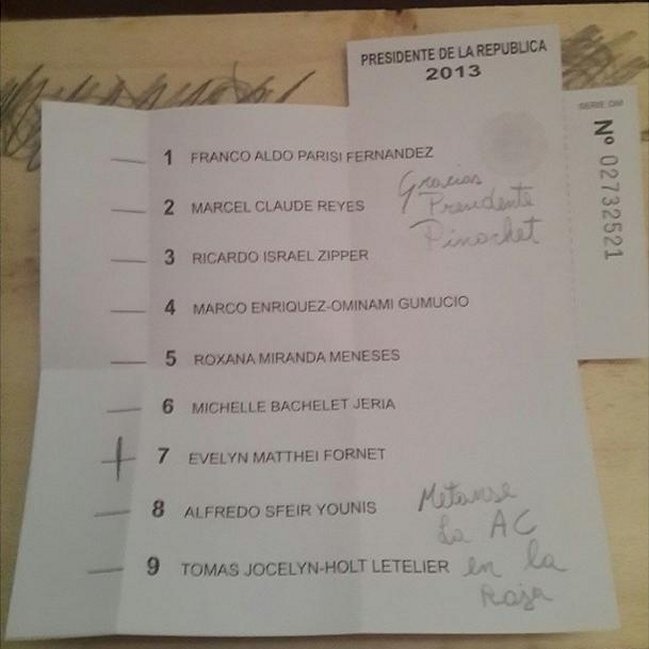 PRESIDENTE DE LA REPUBLICA
2013
SERIE DM
Nº 02732521
1 FRANCO ALDO PARISI FERNANDEZ
Gracias
Presidente
Pinochet
2 MARCEL CLAUDE REYES
3 RICARDO ISRAEL ZIPPER
4 MARCO ENRIQUEZ-OMINAMI GUMUCIO
5 ROXANA MIRANDA MENESES
6 MICHELLE BACHELET JERIA
7 EVELYN MATTHEI FORNET
8 ALFREDO SFEIR YOUNIS
9 TOMAS JOCELYN-HOLT LETELIER
Metanse
La AC
en la
Raja